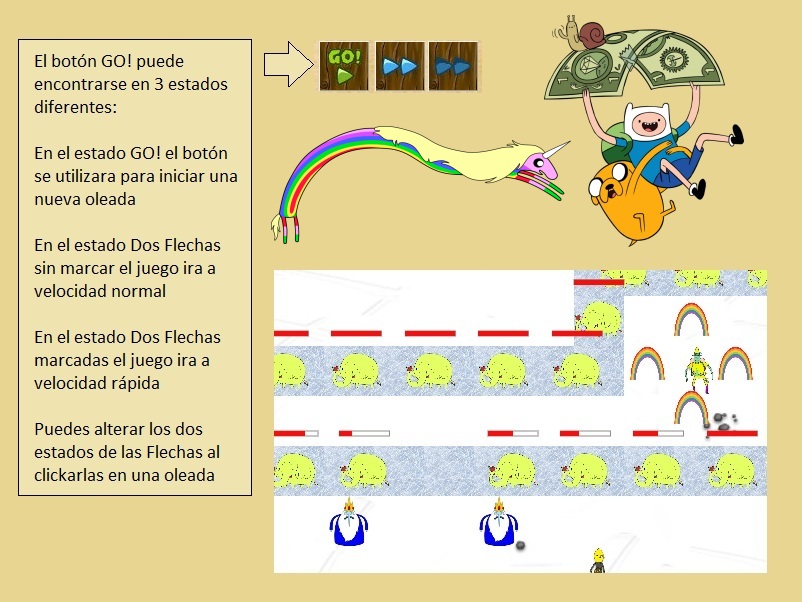 El botón GO! puede
encontrarse en 3 estados
diferentes:
En el estado GO! el botón
se utilizara para iniciar una
nueva oleada
En el estado Dos Flechas
sin marcar el juego ira a
velocidad normal
En el estado Dos Flechas
marcadas el juego ira a
velocidad rápida
Puedes alterar los dos
estados de las Flechas al
clickarlas en una oleada
GO!